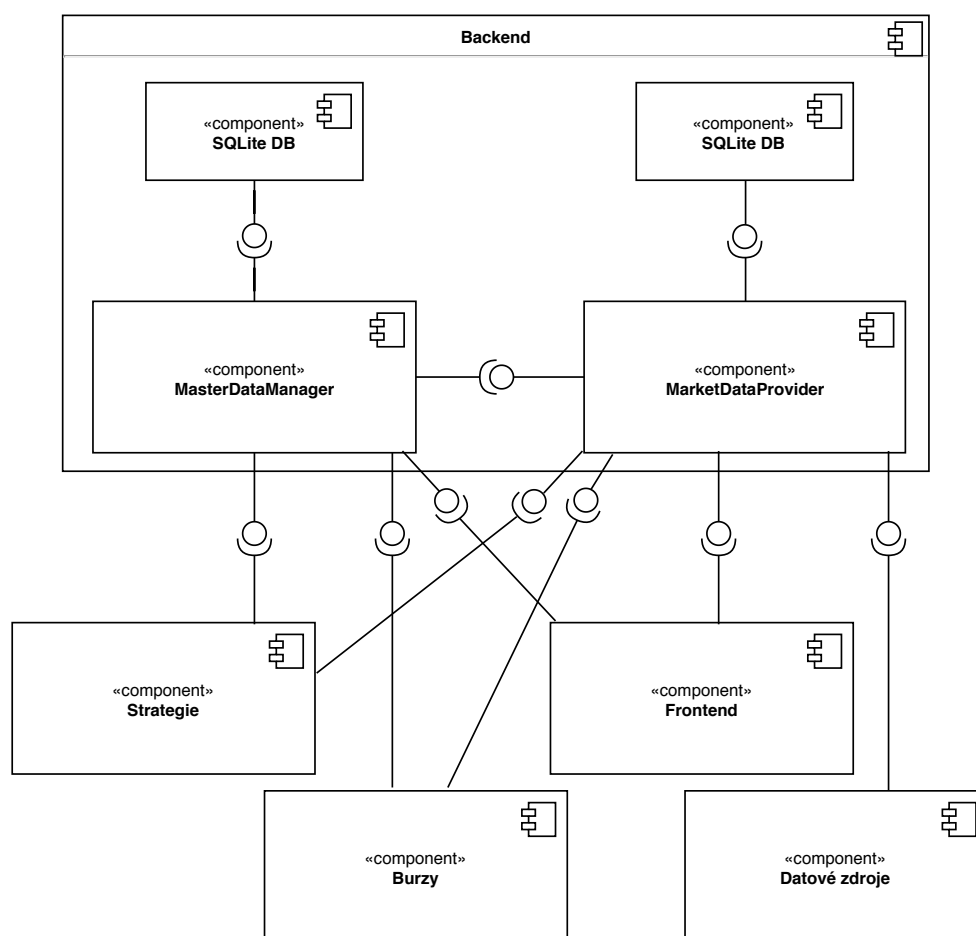 Backend
«component»
SQLite DB
«component»
SQLite DB
«component»
MasterDataManager
«component»
MarketDataProvider
«component»
Strategie
«component»
Frontend
«component»
Burzy
«component»
Datové zdroje